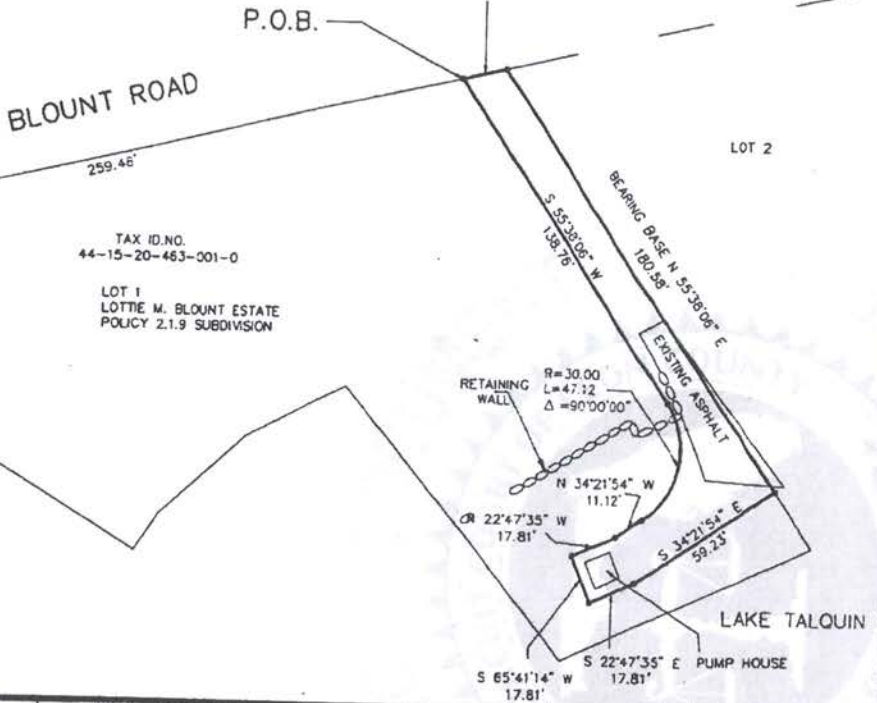 P.O.B.
BLOUNT ROAD
259.46'
LOT 2
TAX ID.NO.
44-15-20-463-001-0
LOT 1
LOTTIE M. BLOUNT ESTATE
POLICY 2.1.9 SUBDIVISION
S 55°38'06" W
138.76'
BEARING BASE N 55°38'06" E
180.58'
EXISTING ASPHALT
RETAINING
WALL
R=30.00'
L=47.12
Δ =90°00'00"
N 34°21'54" W
11.12'
22°47'35" W
17.81'
S 34°21'54" E
59.23'
LAKE TALQUIN
PUMP HOUSE
S 22°47'35" E
17.81'
S 65°41'14" W
17.81'